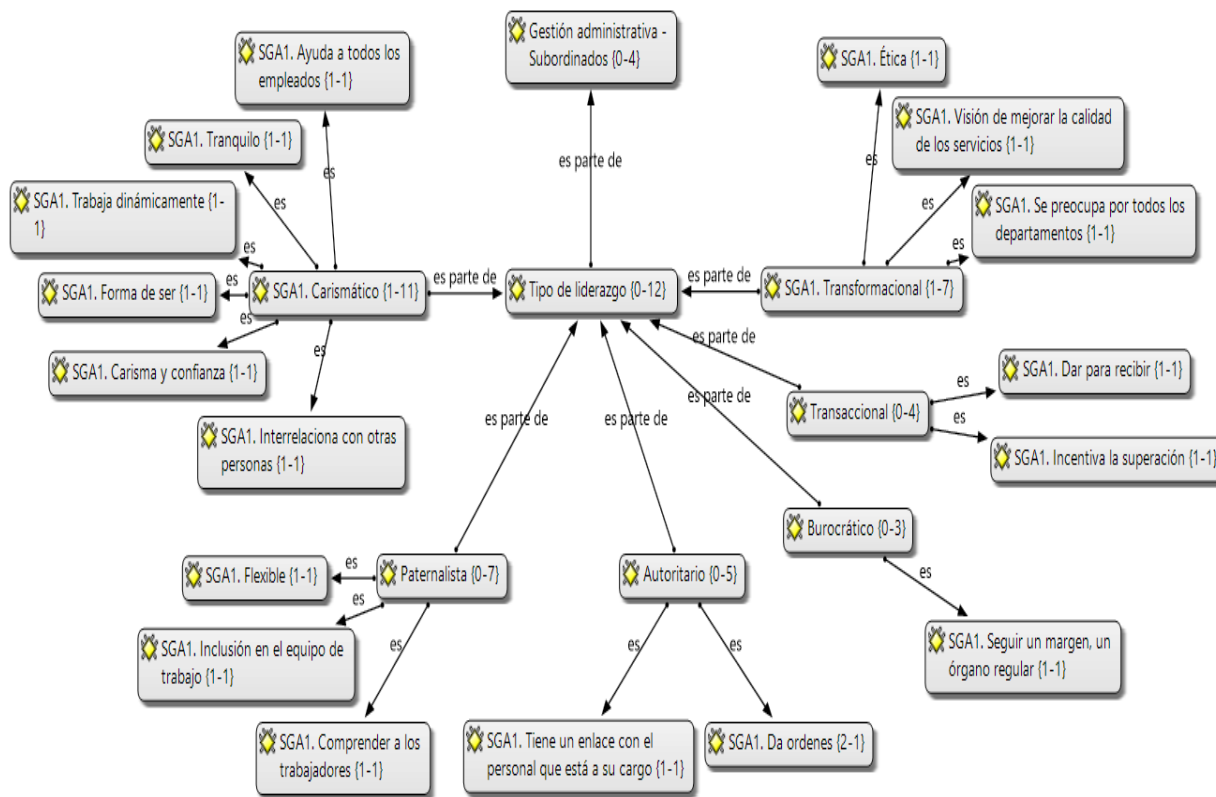 Gestión administrativa -
Subordinados {0-4}
SGA1. Ayuda a todos los
empleados {1-1}
SGA1. Ética {1-1}
SGA1. Tranquilo {1-1}
SGA1. Visión de mejorar la calidad
de los servicios {1-1}
es
es parte de
es
SGA1. Trabaja dinámicamente {1-
1}
es
es
SGA1. Se preocupa por todos los
departamentos {1-1}
es
es
SGA1. Forma de ser {1-1}
es
SGA1. Carismático {1-11}
es parte de
Tipo de liderazgo {0-12}
es parte de
SGA1. Transformacional {1-7}
es
es
es parte de
SGA1. Carisma y confianza {1-1}
SGA1. Dar para recibir {1-1}
es
Transaccional {0-4}
es
es parte de
es parte de
es parte de
SGA1. Interrelaciona con otras
personas {1-1}
SGA1. Incentiva la superación {1-1}
Burocrático {0-3}
SGA1. Flexible {1-1}
es
Paternalista {0-7}
Autoritario {0-5}
es
es
es
es
es
SGA1. Inclusión en el equipo de
trabajo {1-1}
SGA1. Seguir un margen, un
órgano regular {1-1}
SGA1. Comprender a los
trabajadores {1-1}
SGA1. Tiene un enlace con el
personal que está a su cargo {1-1}
SGA1. Da ordenes {2-1}